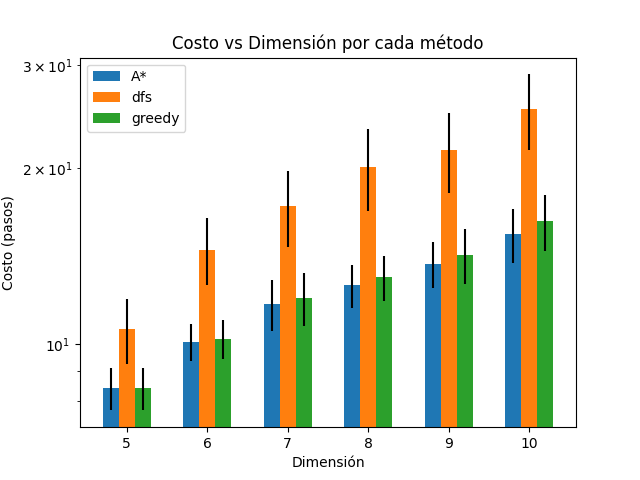 Costo vs Dimensión por cada método
A*
dfs
greedy
3 × 10¹
2 × 10¹
10¹
Costo (pasos)
5 6 7 8 9 10
Dimensión